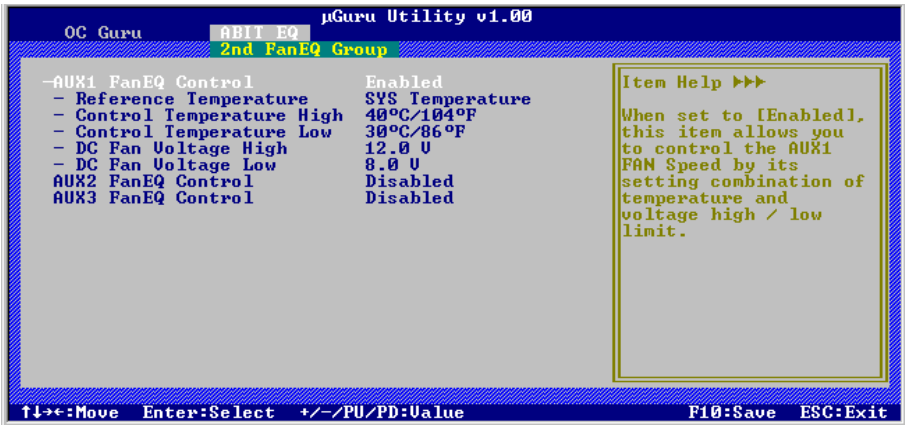 µGuru Utility v1.00
OC Guru ABIT EQ
2nd FanEQ Group
-AUX1 FanEQ Control Enabled
- Reference Temperature SYS Temperature
- Control Temperature High 40ºC/104ºF
- Control Temperature Low 30ºC/86ºF
- DC Fan Voltage High 12.0 V
- DC Fan Voltage Low 8.0 V
AUX2 FanEQ Control Disabled
AUX3 FanEQ Control Disabled
Item Help ►►►
When set to [Enabled],
this item allows you
to control the AUX1
FAN Speed by its
setting combination of
temperature and
voltage high / low
limit.
↑↓→←:Move Enter:Select +/-/PU/PD:Value F10:Save ESC:Exit